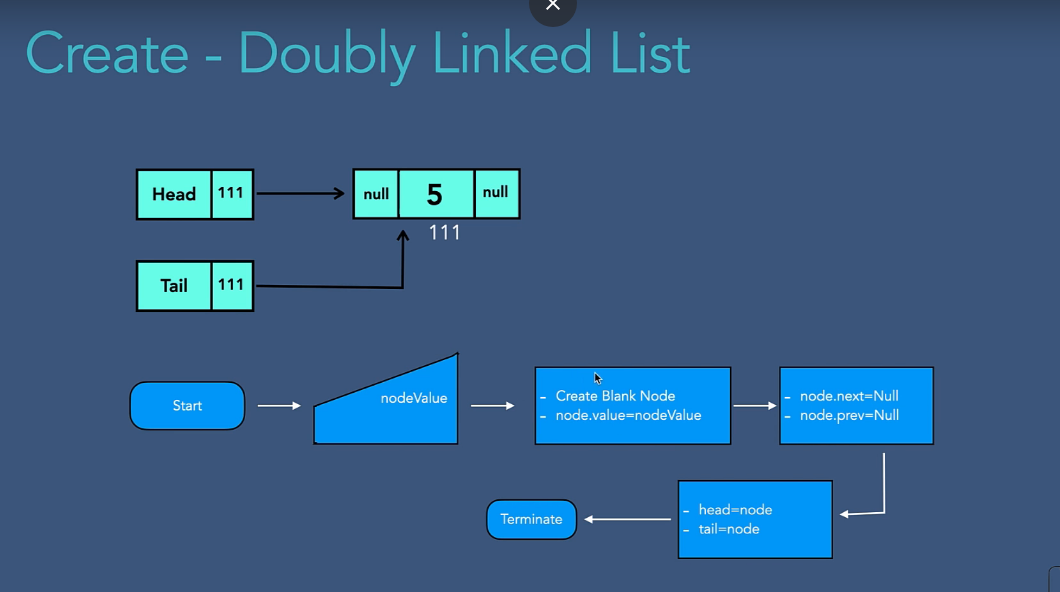 Create - Doubly Linked List
Head 111
null 5 null
111
Tail 111
Start
nodeValue
- Create Blank Node
- node.value=nodeValue
- node.next=Null
- node.prev=Null
- head=node
- tail=node
Terminate